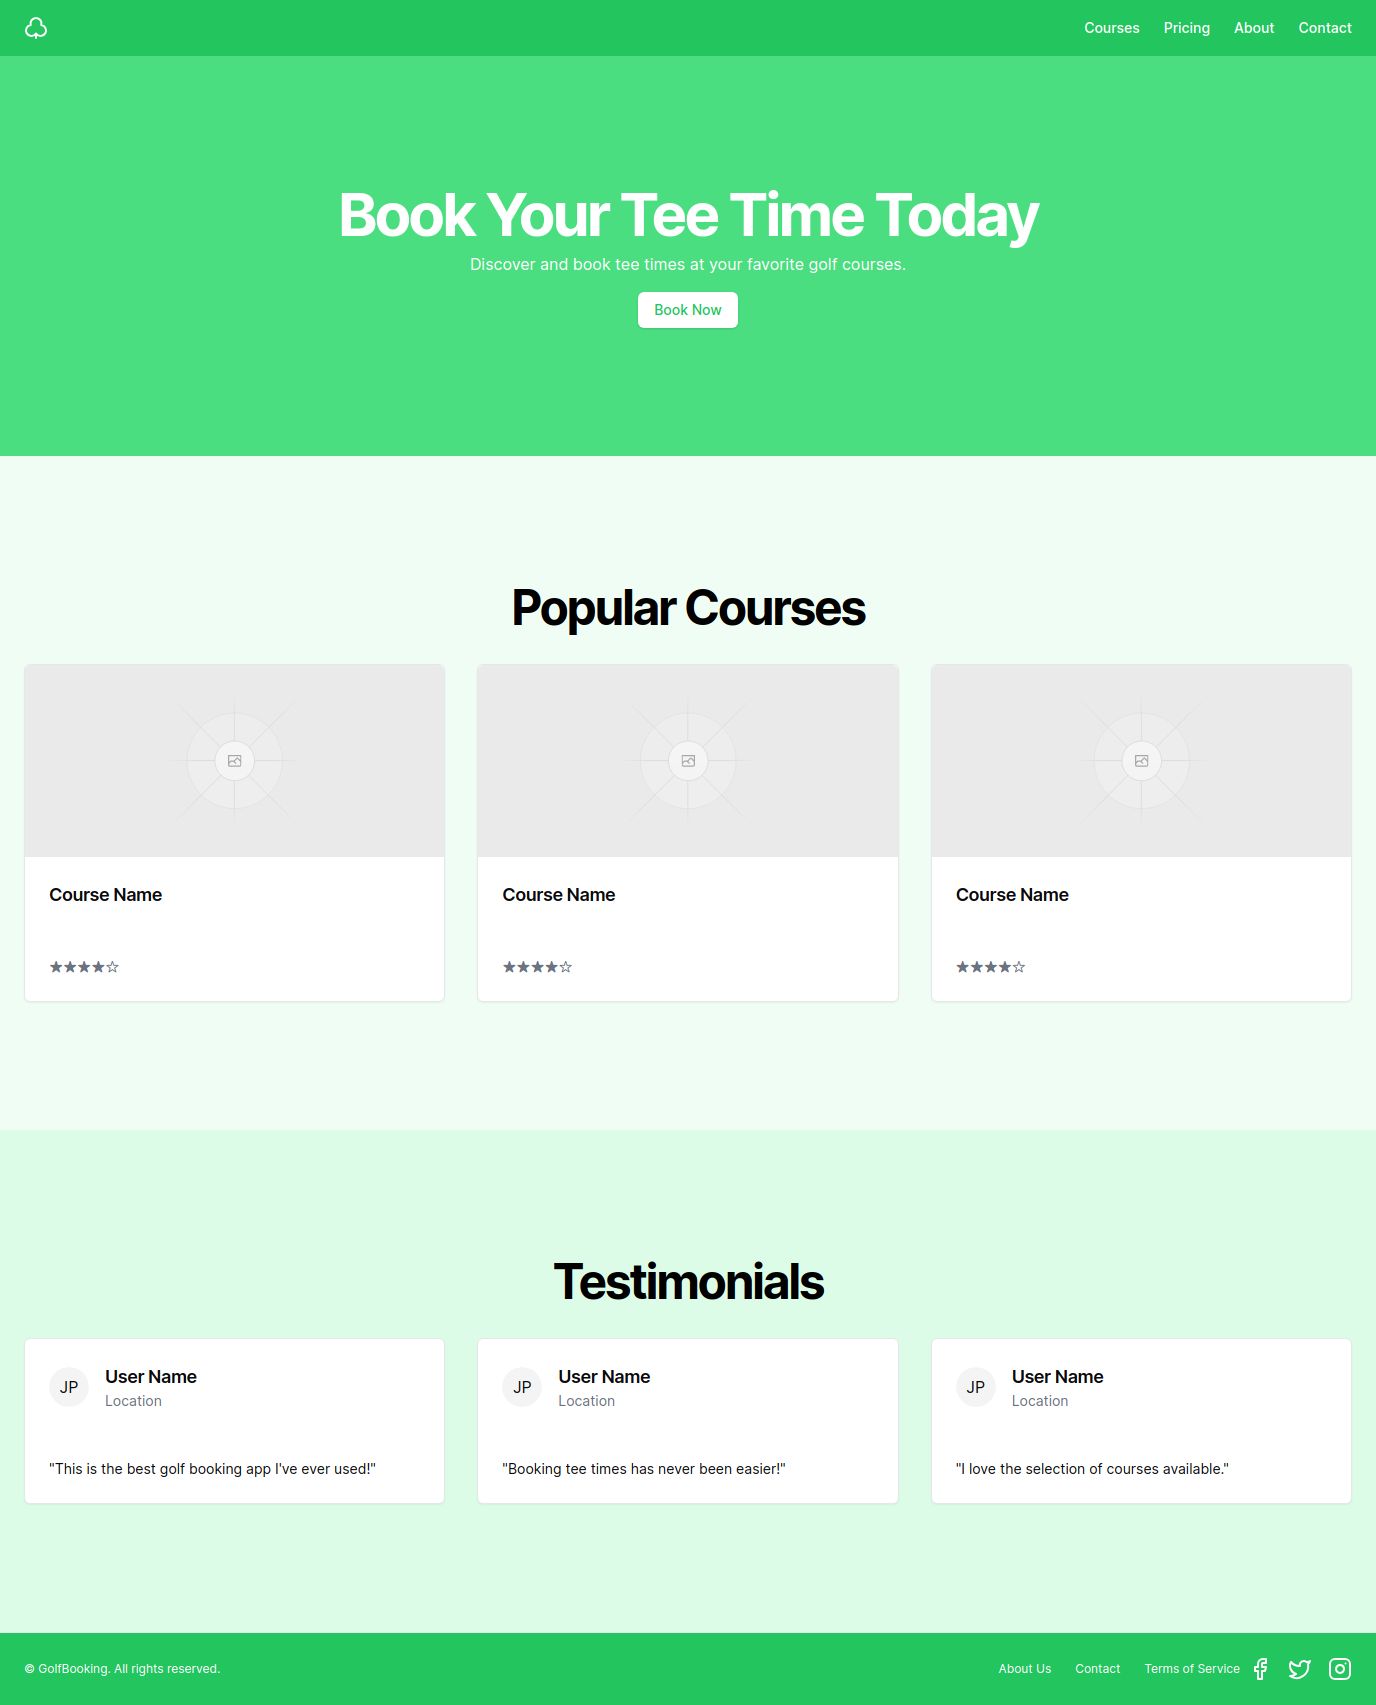 Courses Pricing About Contact
Book Your Tee Time Today
Discover and book tee times at your favorite golf courses.
Book Now
Popular Courses
Course Name
★★★★☆
Course Name
★★★★☆
Course Name
★★★★☆
Testimonials
JP
User Name
Location
"This is the best golf booking app I've ever used!"
JP
User Name
Location
"Booking tee times has never been easier!"
JP
User Name
Location
"I love the selection of courses available."
© GolfBooking. All rights reserved.
About Us Contact Terms of Service